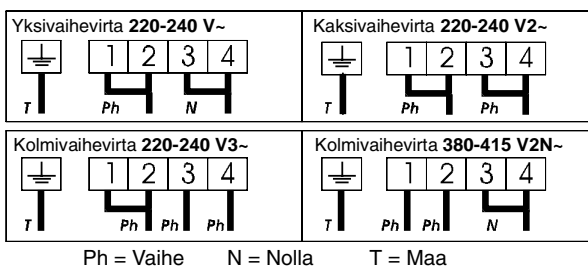 Yksivaihevirta 220-240 V~
1 2 3 4
T Ph N
Kaksivaihevirta 220-240 V2~
1 2 3 4
T Ph Ph
Kolmivaihevirta 220-240 V3~
1 2 3 4
T Ph Ph Ph
Kolmivaihevirta 380-415 V2N~
1 2 3 4
T Ph Ph N
Ph = Vaihe N = Nolla T = Maa